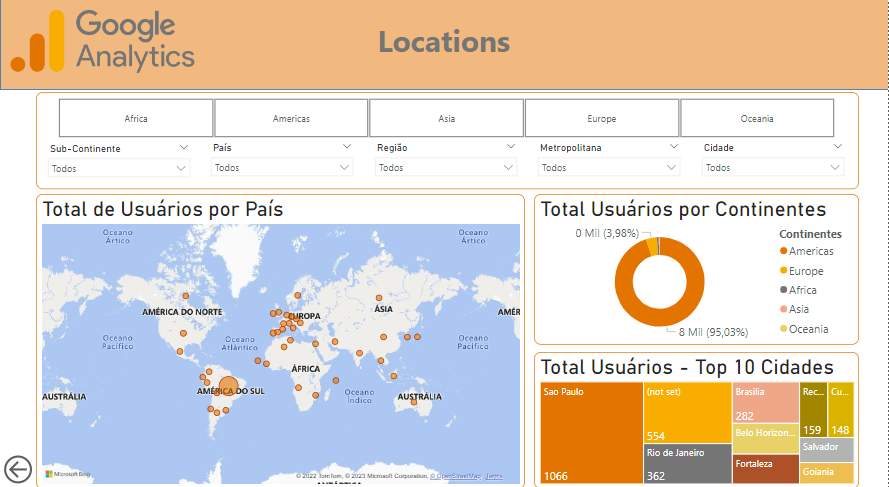 Google
Analytics
Locations
Africa
Americas
Asia
Europe
Oceania
Sub-Continente
País
Região
Metropolitana
Cidade
Todos
Todos
Todos
Todos
Todos
Total de Usuários por País
Oceano
Ártico
Oceano
Ártico
AMÉRICA DO NORTE
EUROPA
ÁSIA
AMÉR
Oceano
Pacífico
Oceano
Atlântico
Oceano
Pacífico
ÁFRICA
AMÉRICA DO SUL
Oceano
Índico
AUSTRÁLIA
AUSTRÁLIA
Microsoft Bing
© 2022 TomTom, © 2023 Microsoft Corporation, © OpenStreetMap Terms
ANTÁRTICA
Total Usuários por Continentes
0 Mil (3,98%)
8 Mil (95,03%)
Continentes
Americas
Europe
Africa
Asia
Oceania
Total Usuários - Top 10 Cidades
Sao Paulo
1066
(not set)
554
Rio de Janeiro
362
Brasilia
282
Belo Horizon...
Fortaleza
Rec...
159
Cu...
148
Salvador
Goiania